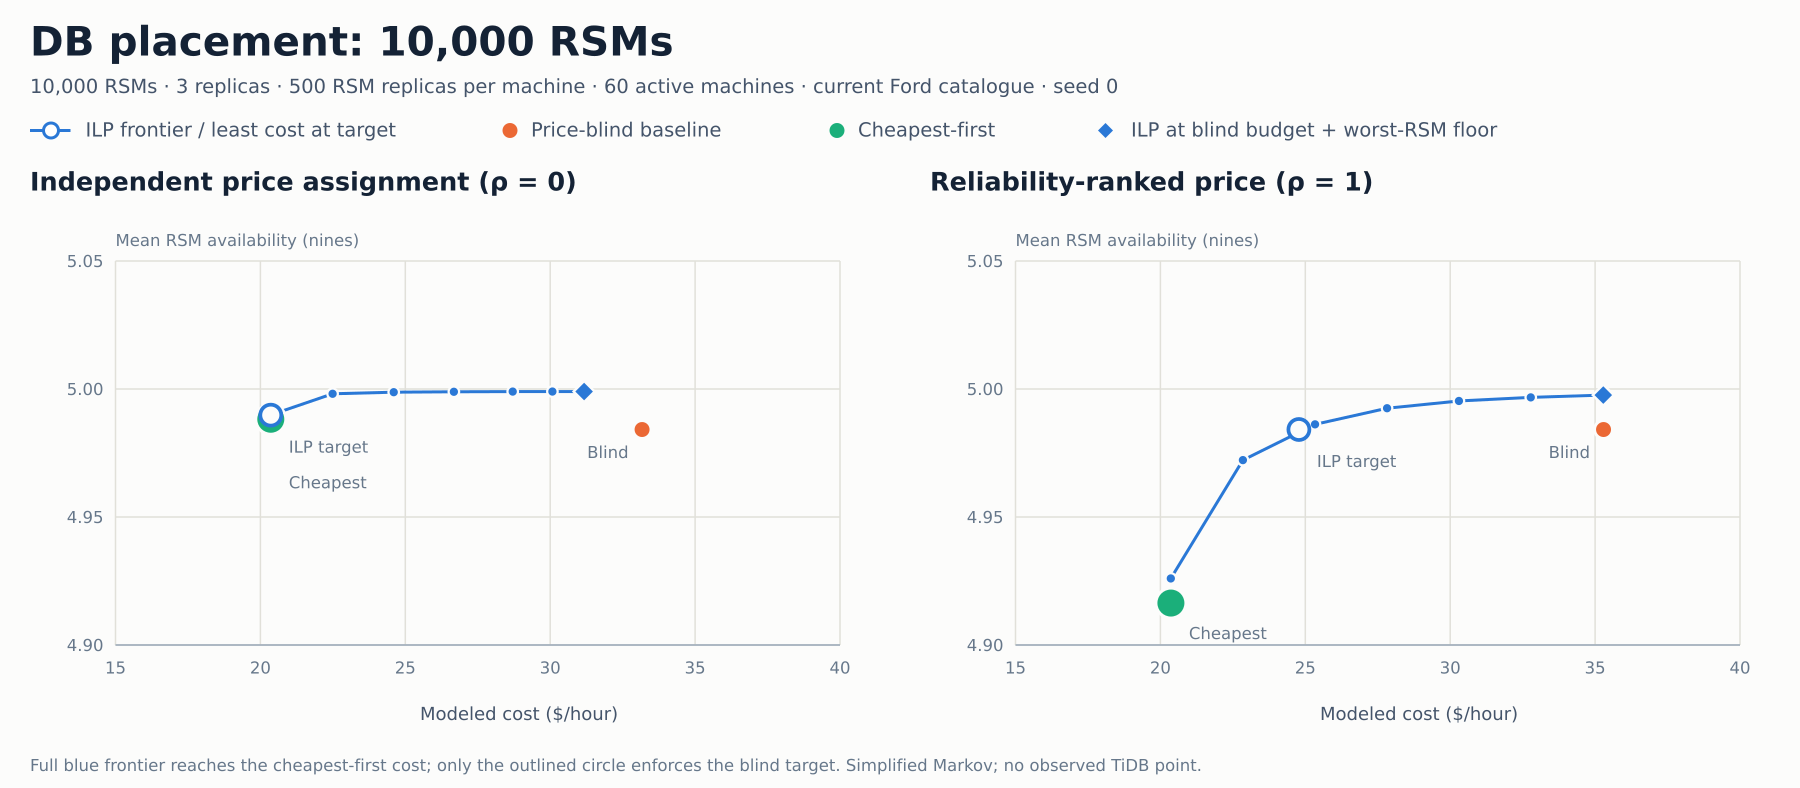 DB placement: 10,000 RSMs
10,000 RSMs · 3 replicas · 500 RSM replicas per machine · 60 active machines · current Ford catalogue · seed 0
ILP frontier / least cost at target
Price-blind baseline
Cheapest-first
ILP at blind budget + worst-RSM floor
Independent price assignment (ρ = 0)
Mean RSM availability (nines)
5.05
5.00
4.95
4.90
ILP target
Cheapest
Blind
15
20
25
30
35
40
Modeled cost ($/hour)
Reliability-ranked price (ρ = 1)
Mean RSM availability (nines)
5.05
5.00
4.95
4.90
ILP target
Blind
Cheapest
15
20
25
30
35
40
Modeled cost ($/hour)
Full blue frontier reaches the cheapest-first cost; only the outlined circle enforces the blind target. Simplified Markov; no observed TiDB point.